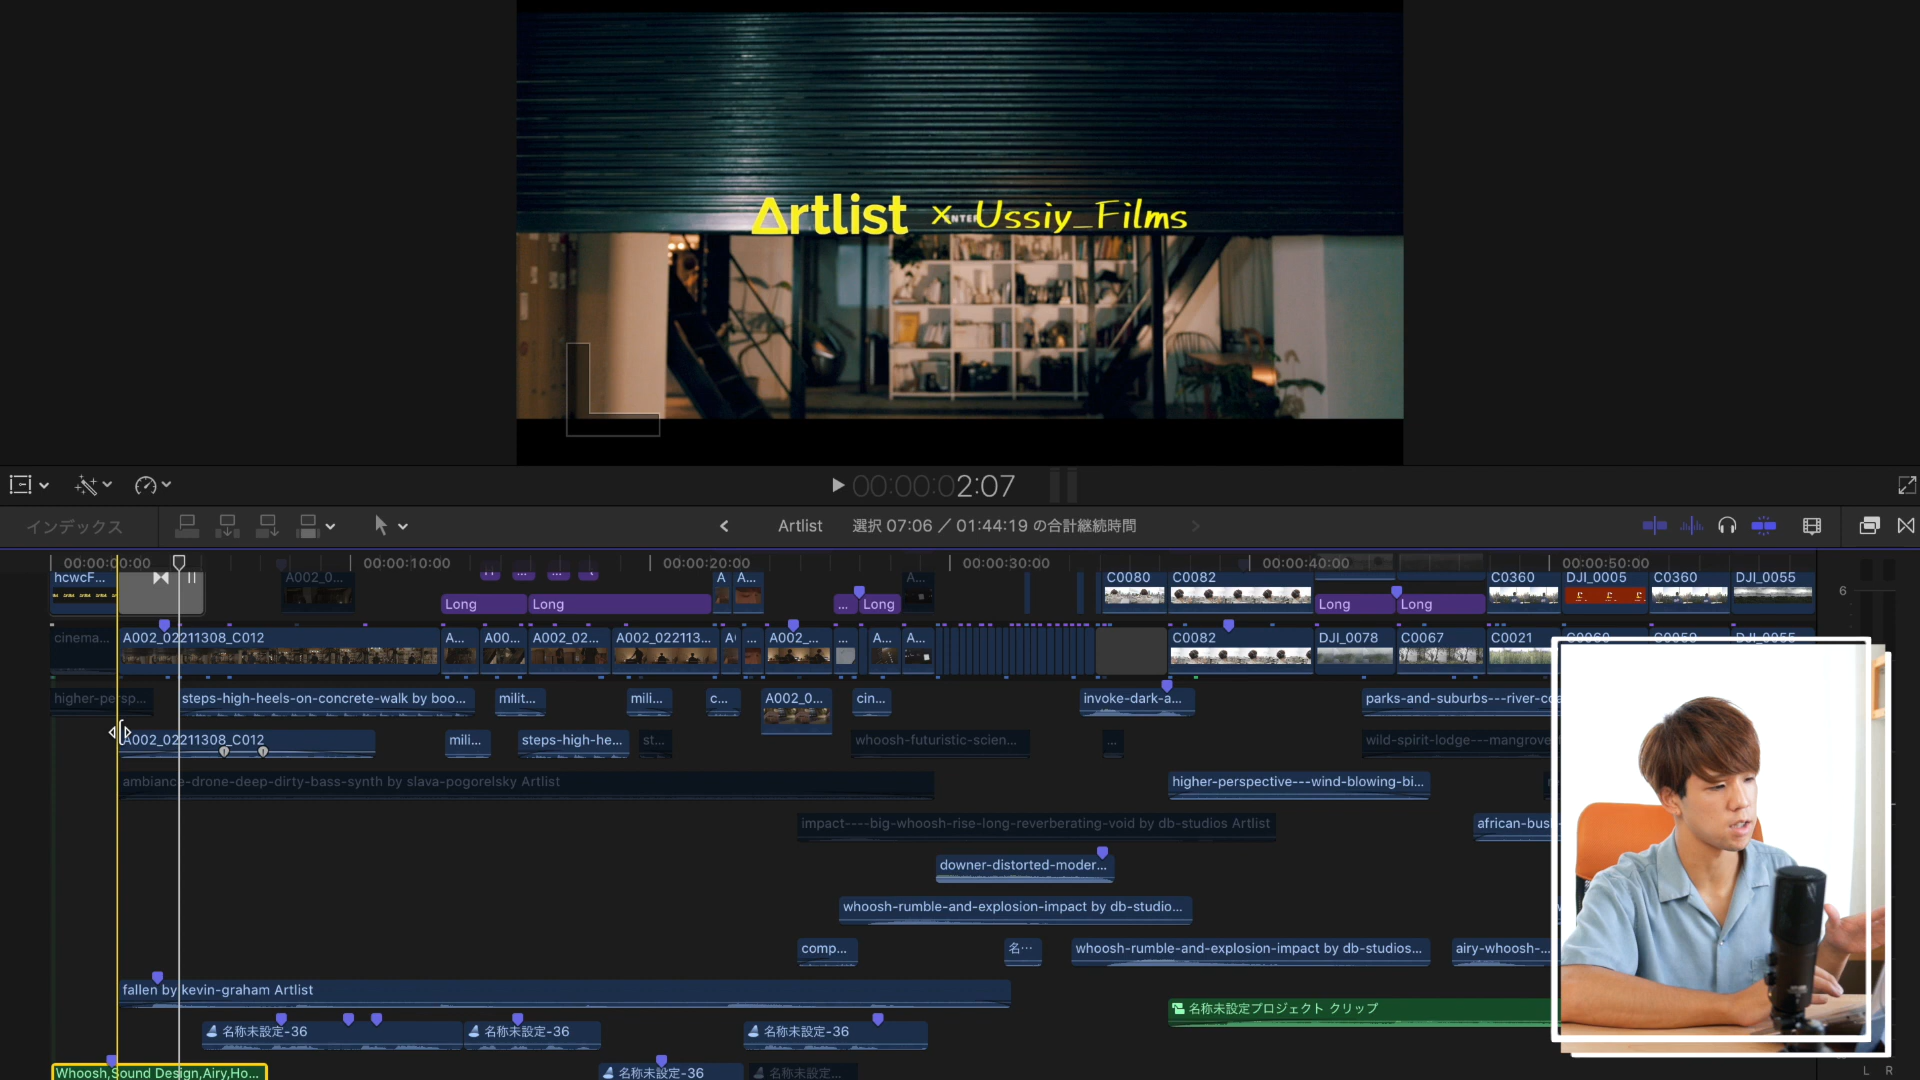 Artlist × Ussiy_Films
00:00:02:07
インデックス
Artlist
選択 07:06 / 01:44:19 の合計継続時間
00:00:00:00
00:00:10:00
00:00:20:00
00:00:30:00
00:00:40:00
00:00:50:00
hcwcF...
A002_0...
A
A...
A...
C0080
C0082
C0360
DJI_0005
C0360
DJI_0055
6
Long
Long
...
Long
Long
Long
cinema...
A002_02211308_C012
A...
A00...
A002_02...
A002_022113...
...
A002_...
...
A...
A...
C0082
DJI_0078
C0067
C0021
higher-persp...
steps-high-heels-on-concrete-walk by boo...
milit...
mili...
c...
A002_0...
cin...
invoke-dark-a...
parks-and-suburbs---river-co
A002_02211308_C012
mili...
steps-high-he...
st...
whoosh-futuristic-scien...
...
wild-spirit-lodge---mangrove
ambiance-drone-deep-dirty-bass-synth by slava-pogorelsky Artlist
higher-perspective---wind-blowing-bi...
impact----big-whoosh-rise-long-reverberating-void by db-studios Artlist
african-bus
downer-distorted-moder...
whoosh-rumble-and-explosion-impact by db-studio...
comp...
名…
whoosh-rumble-and-explosion-impact by db-studios...
airy-whoosh-...
fallen by kevin-graham Artlist
名称未設定プロジェクト クリップ
名称未設定-36
名称未設定-36
名称未設定-36
Whoosh,Sound Design,Airy,Ho...
名称未設定-36
名称未設定...
L R